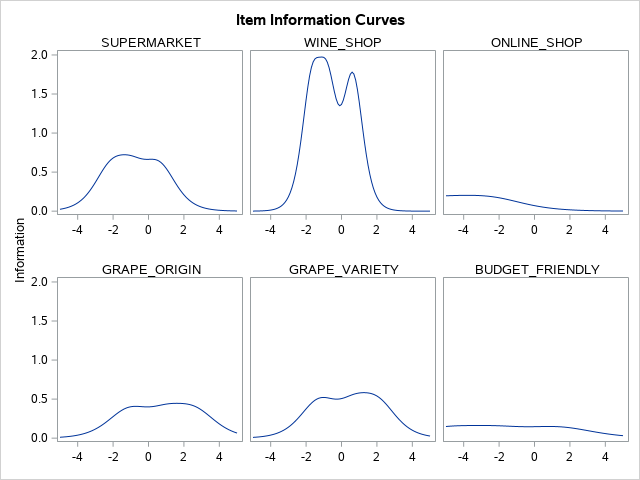 Item Information Curves
SUPERMARKET WINE_SHOP ONLINE_SHOP
2.0
1.5
1.0
0.5
0.0
-4 -2 0 2 4 -4 -2 0 2 4 -4 -2 0 2 4
Information
GRAPE_ORIGIN GRAPE_VARIETY BUDGET_FRIENDLY
2.0
1.5
1.0
0.5
0.0
-4 -2 0 2 4 -4 -2 0 2 4 -4 -2 0 2 4